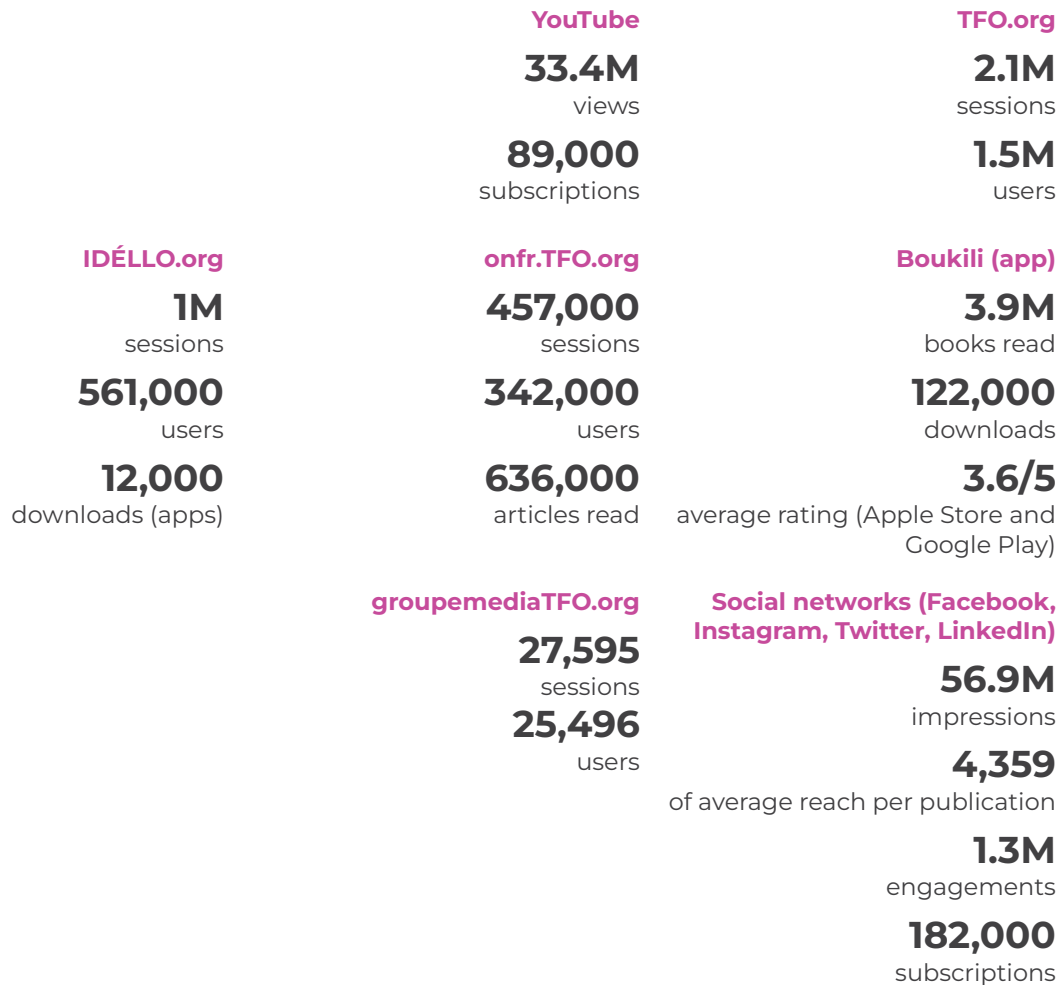 YouTube
33.4M
views
89,000
subscriptions
TFO.org
2.1M
sessions
1.5M
users
IDÉLLO.org
1M
sessions
561,000
users
12,000
downloads (apps)
onfr.TFO.org
457,000
sessions
342,000
users
636,000
articles read
Boukili (app)
3.9M
books read
122,000
downloads
3.6/5
average rating (Apple Store and
Google Play)
groupemediaTFO.org
27,595
sessions
25,496
users
Social networks (Facebook,
Instagram, Twitter, LinkedIn)
56.9M
impressions
4,359
of average reach per publication
1.3M
engagements
182,000
subscriptions